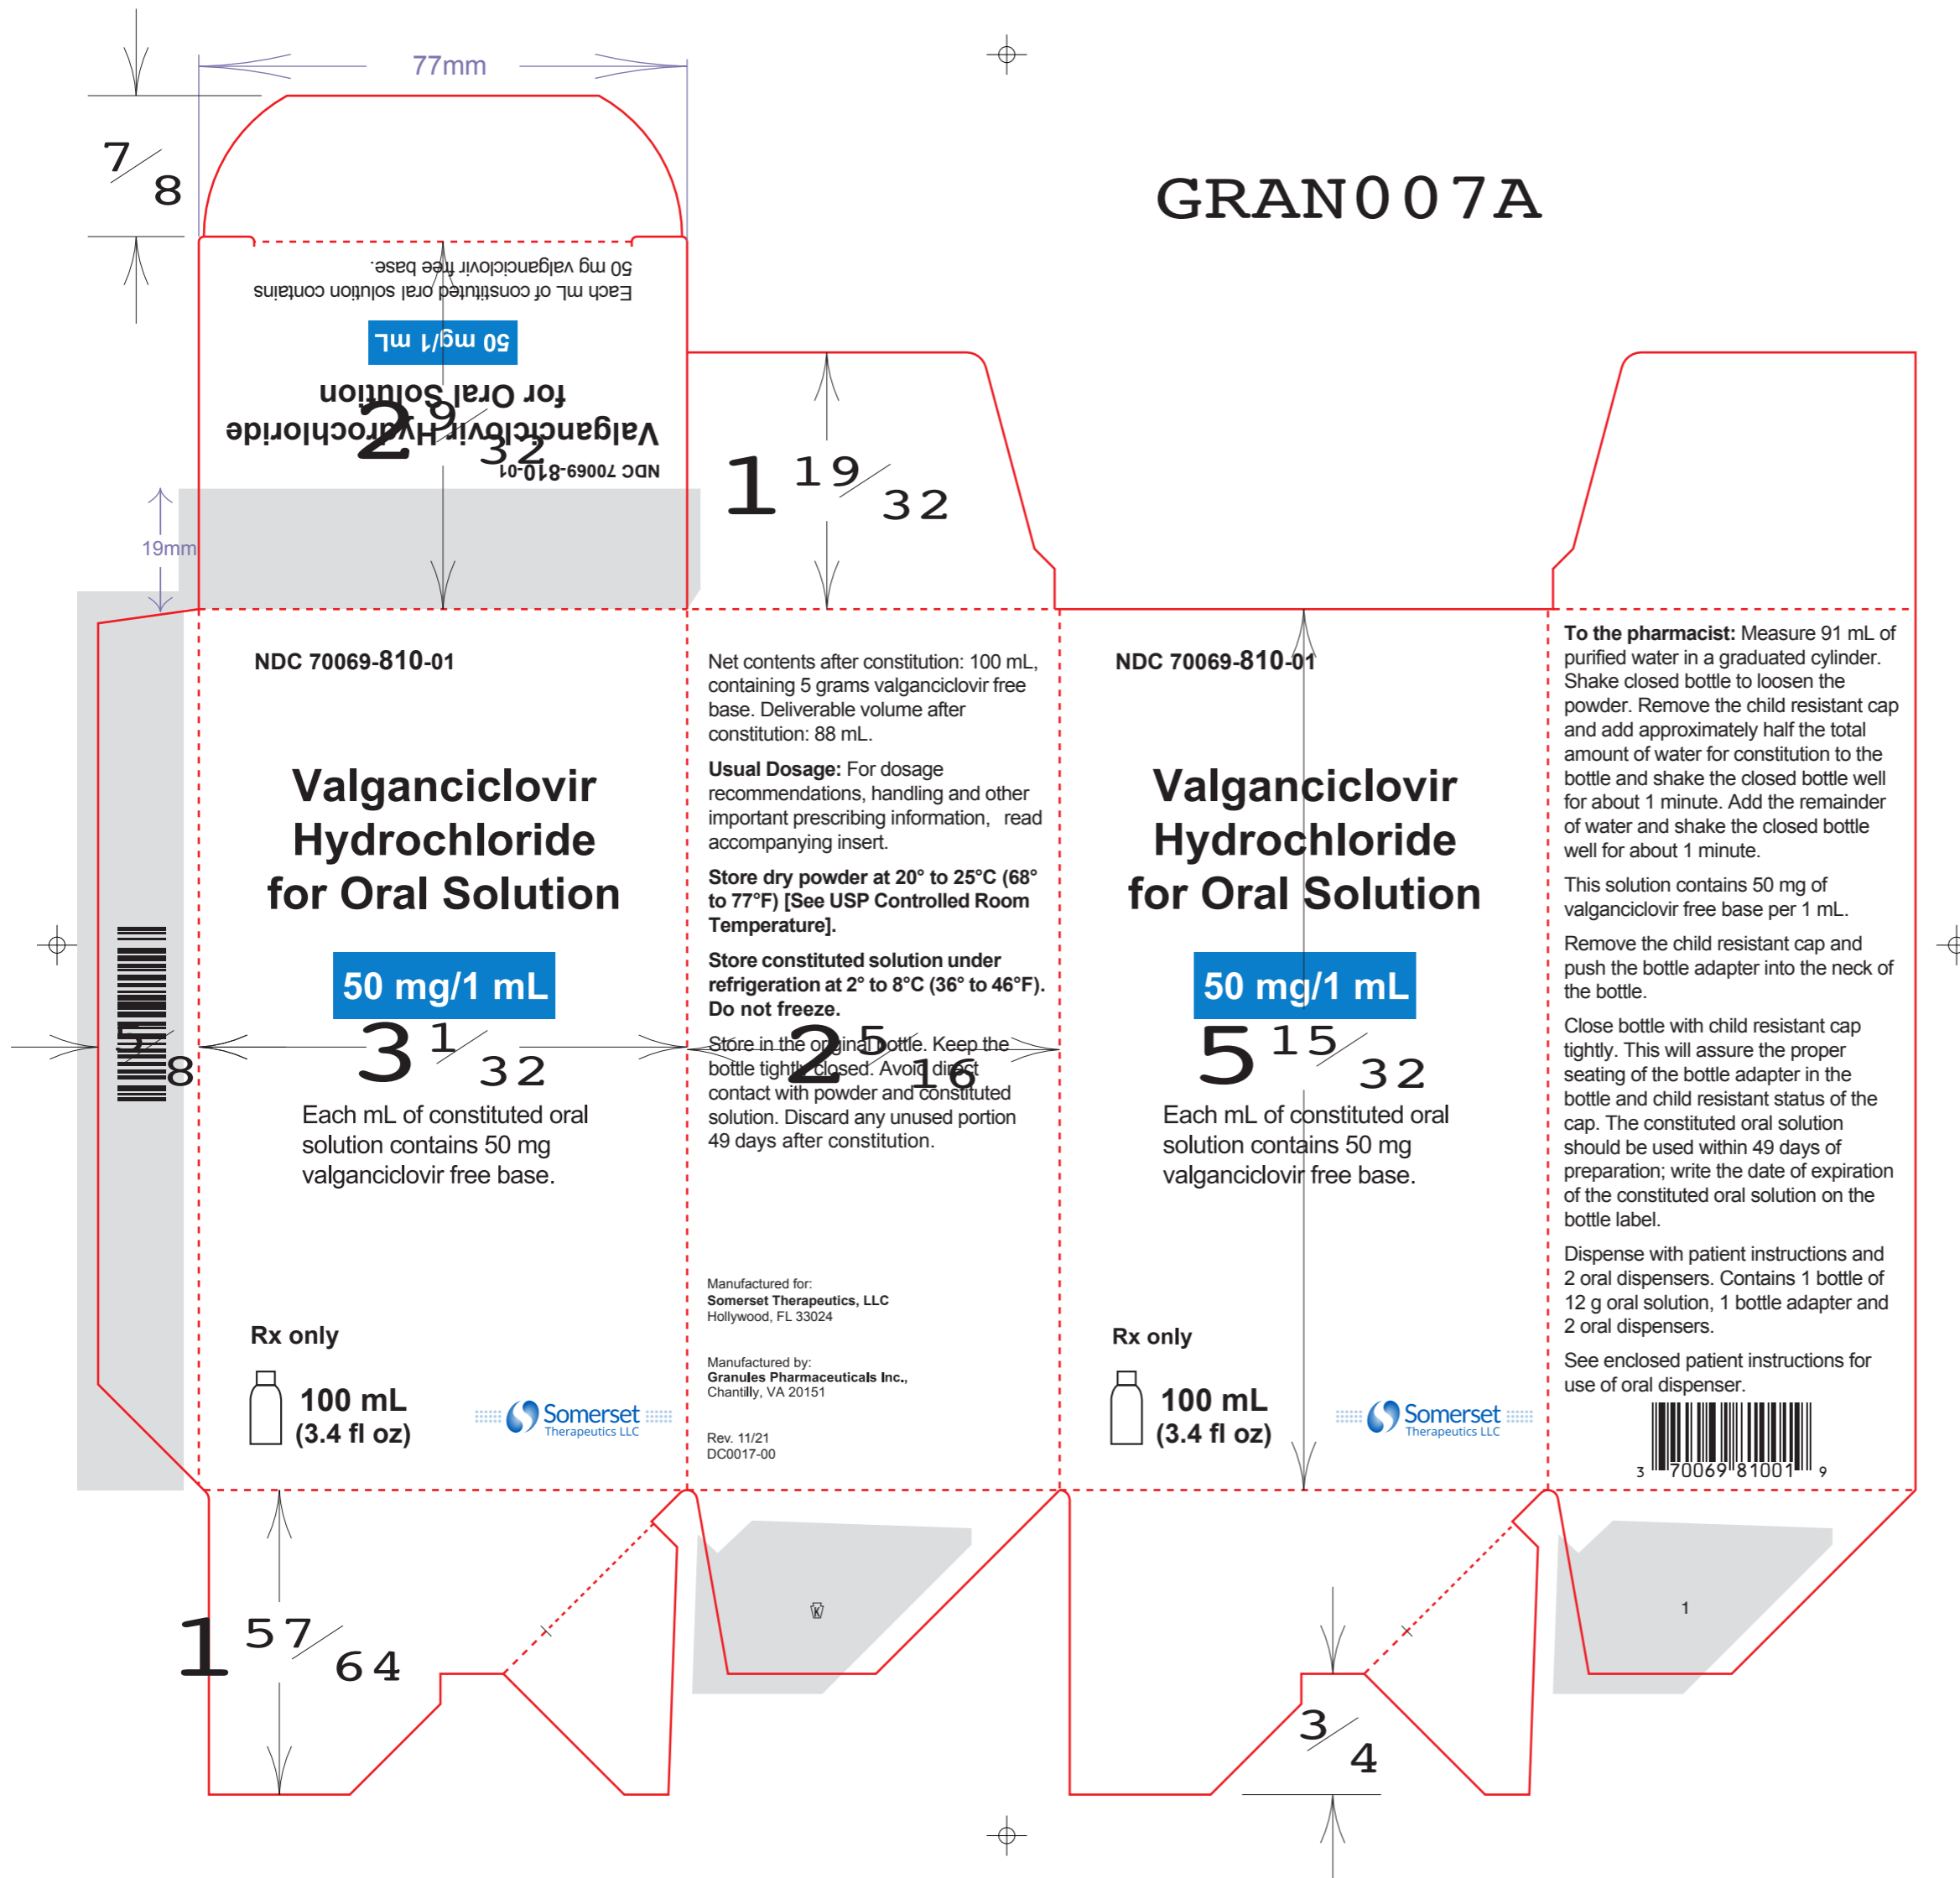 77mm
7/8
GRAN007A
50 mg valganciclovir free base.
Each mL of constituted oral solution contains
50 mg/1 mL
for Oral Solution
Valganciclovir Hydrochloride
NDC 70069-810-01
2 9/32
1 19/32
19mm
NDC 70069-810-01
Valganciclovir
Hydrochloride
for Oral Solution
50 mg/1 mL
5/8
3 1/32
Each mL of constituted oral
solution contains 50 mg
valganciclovir free base.
Rx only
100 mL
(3.4 fl oz)
Somerset
Therapeutics LLC
Net contents after constitution: 100 mL,
containing 5 grams valganciclovir free
base. Deliverable volume after
constitution: 88 mL.
Usual Dosage: For dosage
recommendations, handling and other
important prescribing information, read
accompanying insert.
Store dry powder at 20° to 25°C (68°
to 77°F) [See USP Controlled Room
Temperature].
Store constituted solution under
refrigeration at 2° to 8°C (36° to 46°F).
Do not freeze.
2 5/16
Store in the original bottle. Keep the
bottle tightly closed. Avoid direct
contact with powder and constituted
solution. Discard any unused portion
49 days after constitution.
Manufactured for:
Somerset Therapeutics, LLC
Hollywood, FL 33024
Manufactured by:
Granules Pharmaceuticals Inc.,
Chantilly, VA 20151
Rev. 11/21
DC0017-00
NDC 70069-810-01
Valganciclovir
Hydrochloride
for Oral Solution
50 mg/1 mL
5 15/32
Each mL of constituted oral
solution contains 50 mg
valganciclovir free base.
Rx only
100 mL
(3.4 fl oz)
Somerset
Therapeutics LLC
To the pharmacist: Measure 91 mL of
purified water in a graduated cylinder.
Shake closed bottle to loosen the
powder. Remove the child resistant cap
and add approximately half the total
amount of water for constitution to the
bottle and shake the closed bottle well
for about 1 minute. Add the remainder
of water and shake the closed bottle
well for about 1 minute.
This solution contains 50 mg of
valganciclovir free base per 1 mL.
Remove the child resistant cap and
push the bottle adapter into the neck of
the bottle.
Close bottle with child resistant cap
tightly. This will assure the proper
seating of the bottle adapter in the
bottle and child resistant status of the
cap. The constituted oral solution
should be used within 49 days of
preparation; write the date of expiration
of the constituted oral solution on the
bottle label.
Dispense with patient instructions and
2 oral dispensers. Contains 1 bottle of
12 g oral solution, 1 bottle adapter and
2 oral dispensers.
See enclosed patient instructions for
use of oral dispenser.
3 70069 81001 9
1 57/64
K
3/4
1